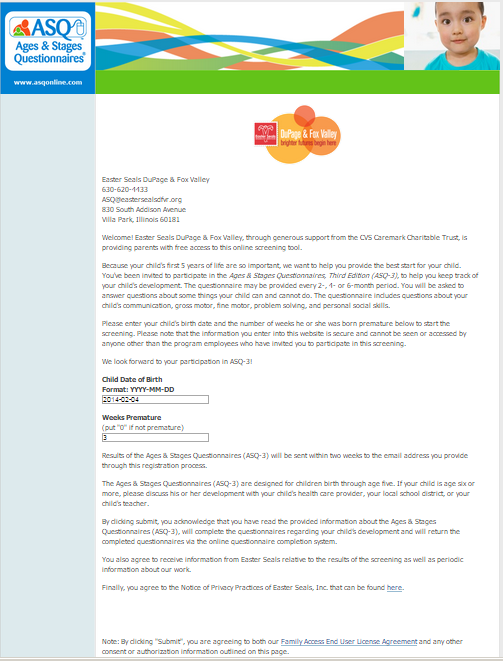 ASQ
Ages & Stages
Questionnaires®
www.asqonline.com
Easter Seals
DuPage & Fox Valley
brighter futures begin here
Easter Seals DuPage & Fox Valley
630-620-4433
ASQ@eastersealsdfvr.org
830 South Addison Avenue
Villa Park, Illinois 60181
Welcome! Easter Seals DuPage & Fox Valley, through generous support from the CVS Caremark Charitable Trust, is
providing parents with free access to this online screening tool.
Because your child's first 5 years of life are so important, we want to help you provide the best start for your child.
You've been invited to participate in the Ages & Stages Questionnaires, Third Edition (ASQ-3), to help you keep track of
your child's development. The questionnaire may be provided every 2-, 4- or 6-month period. You will be asked to
answer questions about some things your child can and cannot do. The questionnaire includes questions about your
child's communication, gross motor, fine motor, problem solving, and personal social skills.
Please enter your child's birth date and the number of weeks he or she was born premature below to start the
screening. Please note that the information you enter into this website is secure and cannot be seen or accessed by
anyone other than the program employees who have invited you to participate in this screening.
We look forward to your participation in ASQ-3!
Child Date of Birth
Format: YYYY-MM-DD
2014-02-04
Weeks Premature
(put "0" if not premature)
3
Results of the Ages & Stages Questionnaires (ASQ-3) will be sent within two weeks to the email address you provide
through this registration process.
The Ages & Stages Questionnaires (ASQ-3) are designed for children birth through age five. If your child is age six or
more, please discuss his or her development with your child's health care provider, your local school district, or your
child's teacher.
By clicking submit, you acknowledge that you have read the provided information about the Ages & Stages
Questionnaires (ASQ-3), will complete the questionnaires regarding your child's development and will return the
completed questionnaires via the online questionnaire completion system.
You also agree to receive information from Easter Seals relative to the results of the screening as well as periodic
information about our work.
Finally, you agree to the Notice of Privacy Practices of Easter Seals, Inc. that can be found here.
Note: By clicking "Submit", you are agreeing to both our Family Access End User License Agreement and any other
consent or authorization information outlined on this page.